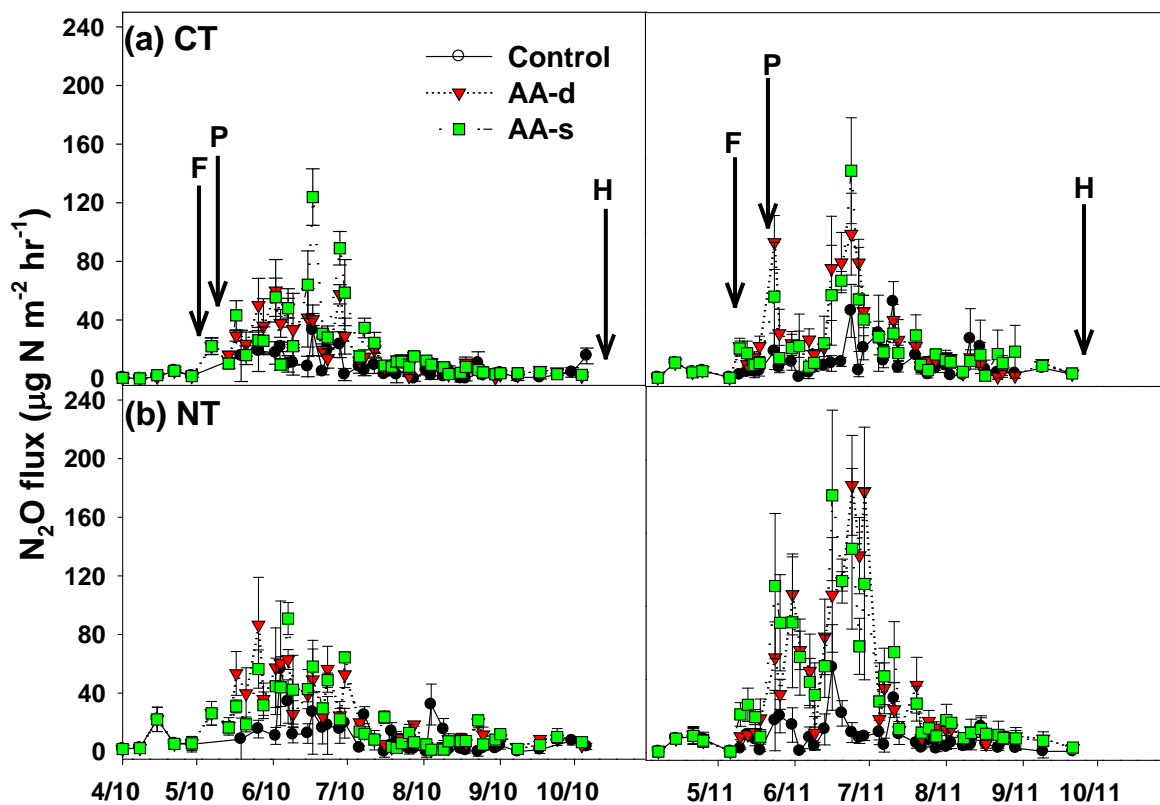 (a) CT
Control
AA-d
AA-s
F
P
H
F
P
H
240
200
160
120
80
40
0
N₂O flux (µg N m⁻² hr⁻¹)
(b) NT
240
200
160
120
80
40
0
4/10 5/10 6/10 7/10 8/10 9/10 10/10
5/11 6/11 7/11 8/11 9/11 10/11